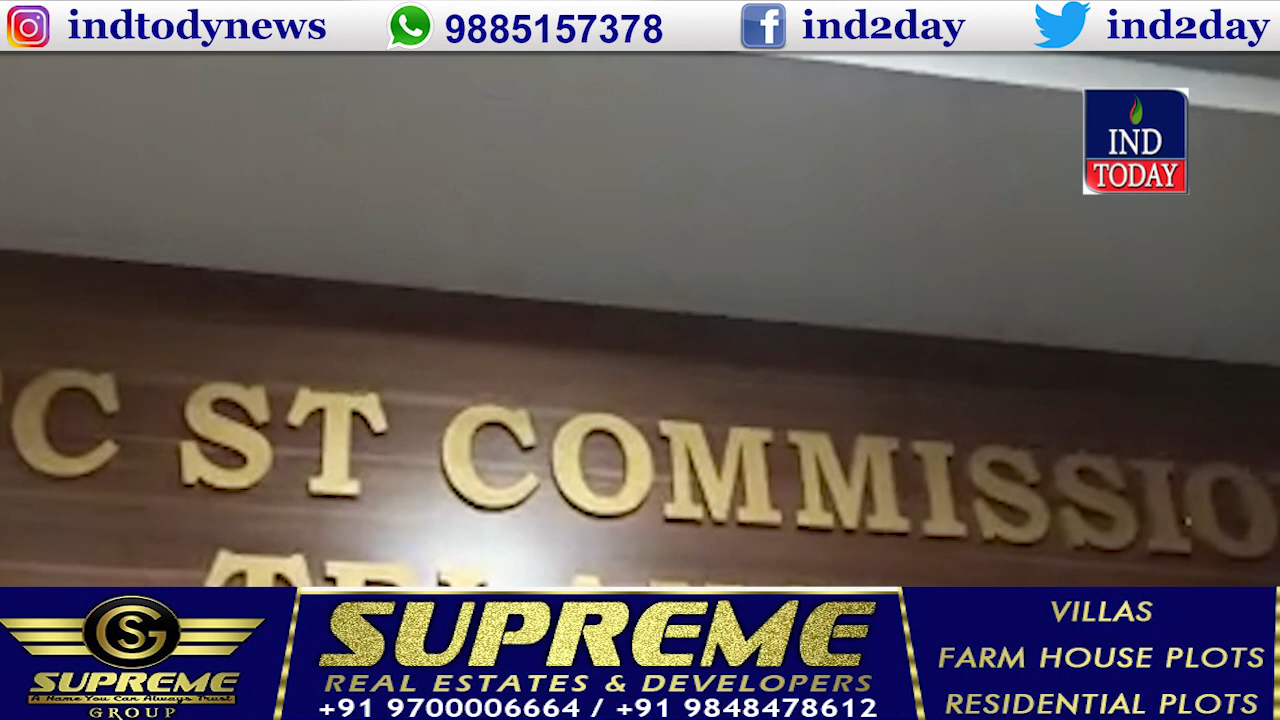 indtodynews 9885157378 ind2day ind2day
IND
TODAY
C ST COMMISSIO
SG
SUPREME
A Name You Can Always Trust
GROUP
SUPREME
REAL ESTATES & DEVELOPERS
+91 9700006664 / +91 9848478612
VILLAS
FARM HOUSE PLOTS
RESIDENTIAL PLOTS